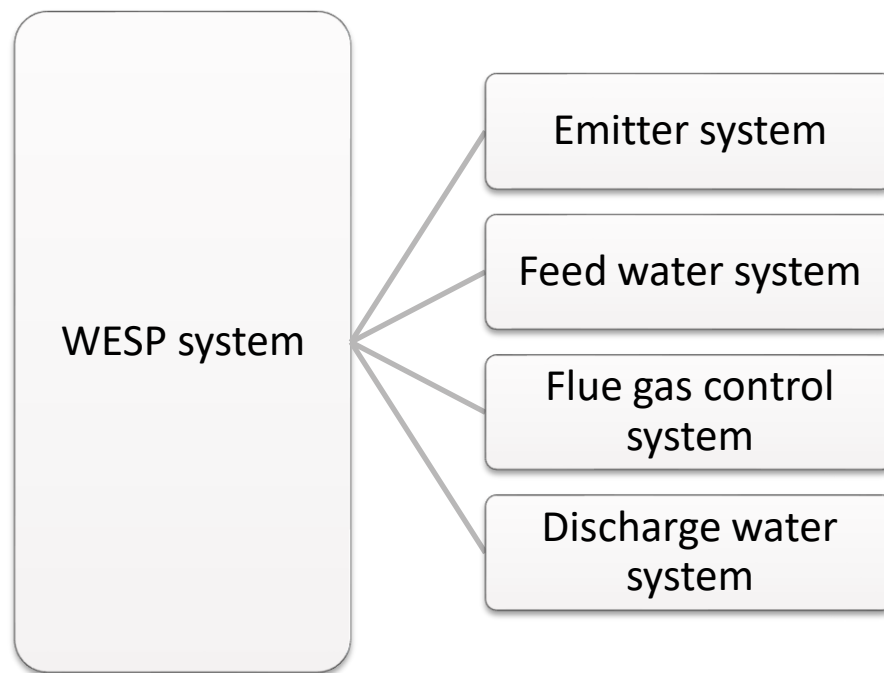 WESP system
Emitter system
Feed water system
Flue gas control
system
Discharge water
system